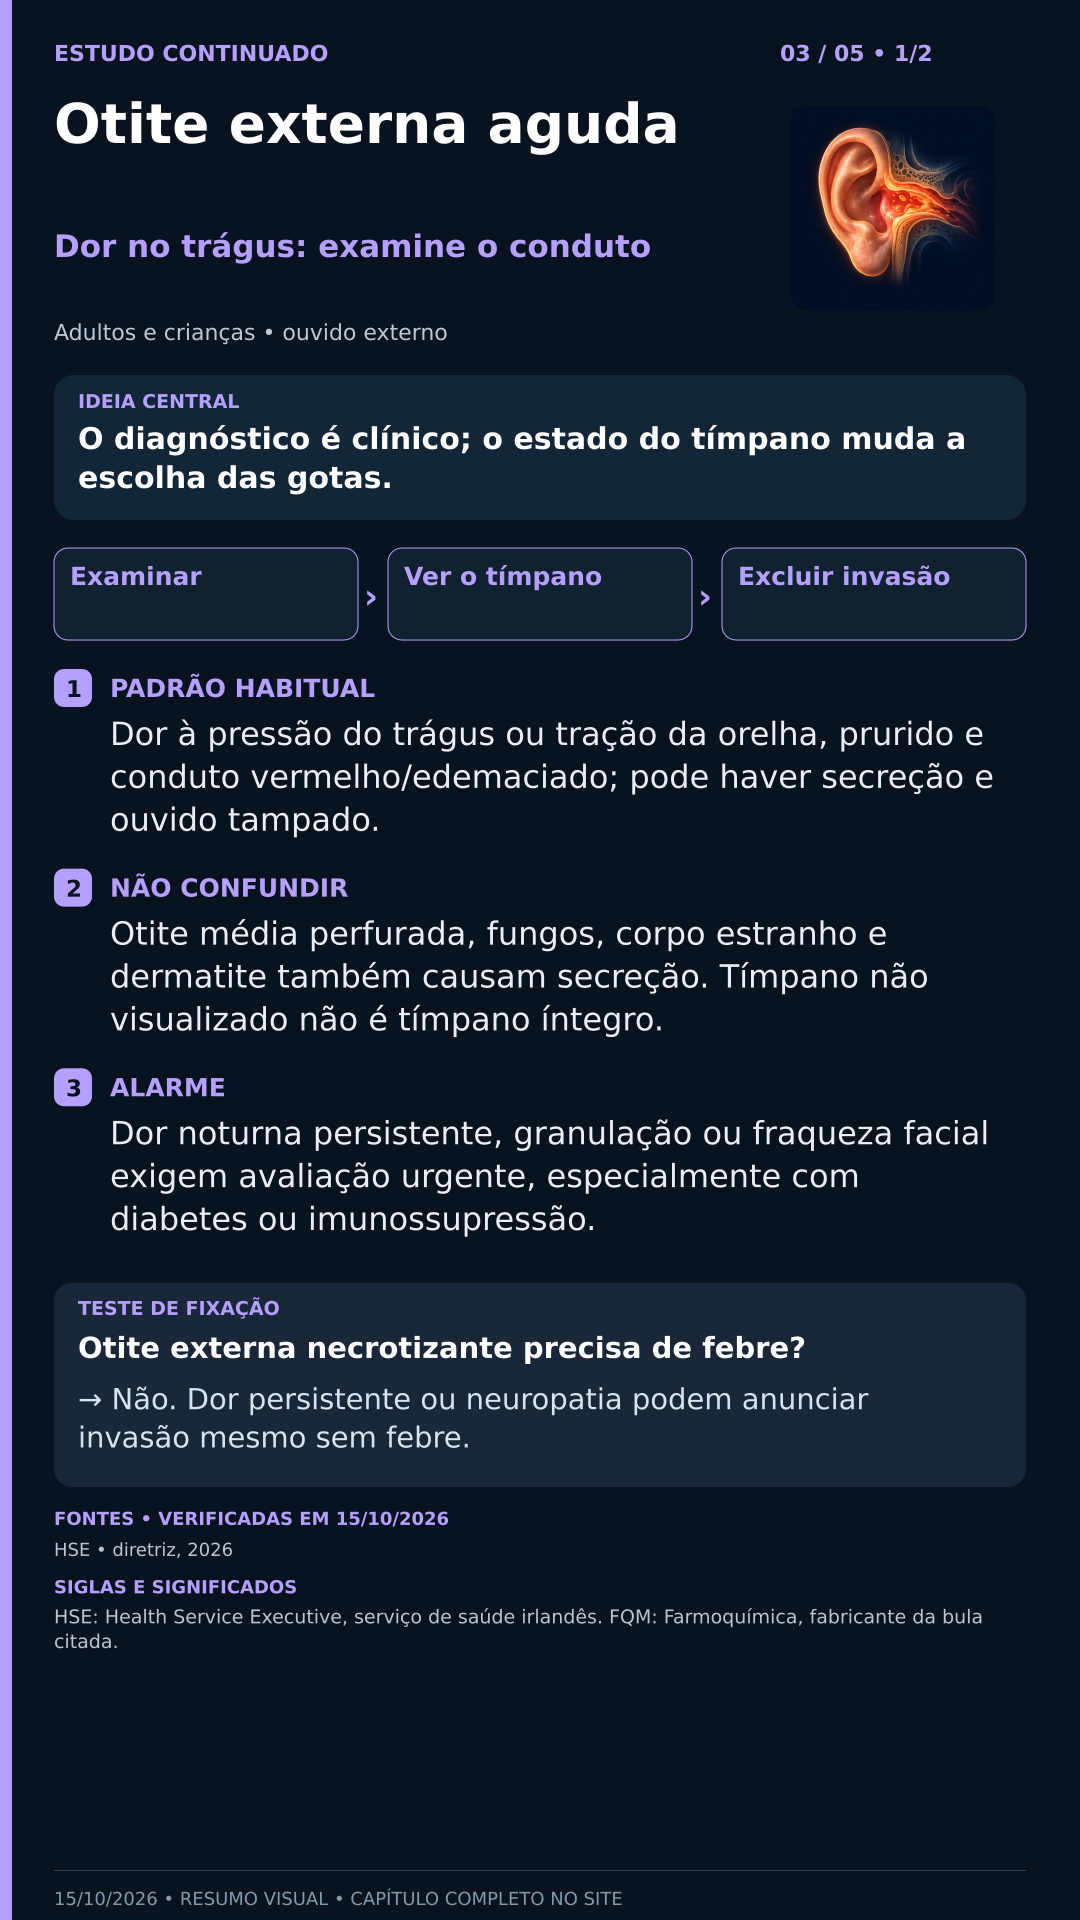 ESTUDO CONTINUADO
03 / 05 • 1/2
Otite externa aguda
Dor no trágus: examine o conduto
Adultos e crianças • ouvido externo
IDEIA CENTRAL
O diagnóstico é clínico; o estado do tímpano muda a
escolha das gotas.
Examinar
›
Ver o tímpano
›
Excluir invasão
1 PADRÃO HABITUAL
Dor à pressão do trágus ou tração da orelha, prurido e
conduto vermelho/edemaciado; pode haver secreção e
ouvido tampado.
2 NÃO CONFUNDIR
Otite média perfurada, fungos, corpo estranho e
dermatite também causam secreção. Tímpano não
visualizado não é tímpano íntegro.
3 ALARME
Dor noturna persistente, granulação ou fraqueza facial
exigem avaliação urgente, especialmente com
diabetes ou imunossupressão.
TESTE DE FIXAÇÃO
Otite externa necrotizante precisa de febre?
→ Não. Dor persistente ou neuropatia podem anunciar
invasão mesmo sem febre.
FONTES • VERIFICADAS EM 15/10/2026
HSE • diretriz, 2026
SIGLAS E SIGNIFICADOS
HSE: Health Service Executive, serviço de saúde irlandês. FQM: Farmoquímica, fabricante da bula
citada.
15/10/2026 • RESUMO VISUAL • CAPÍTULO COMPLETO NO SITE